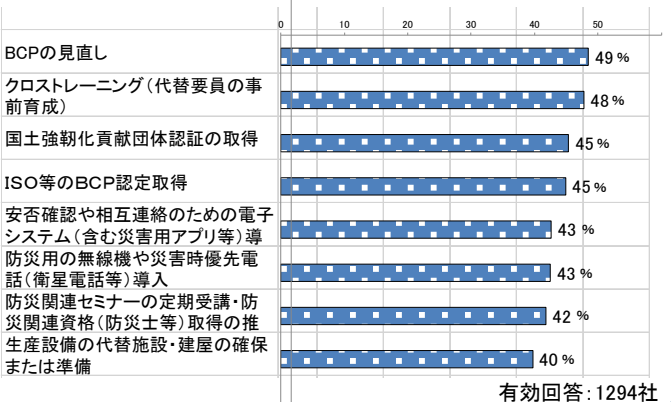 0 10 20 30 40 50
BCPの見直し
49 %
クロストレーニング（代替要員の事
前育成）
48 %
国土強靭化貢献団体認証の取得
45 %
ISO等のBCP認定取得
45 %
安否確認や相互連絡のための電子
システム（含む災害用アプリ等）導
43 %
防災用の無線機や災害時優先電
話（衛星電話等）導入
43 %
防災関連セミナーの定期受講・防
災関連資格（防災士等）取得の推
42 %
生産設備の代替施設・建屋の確保
または準備
40 %
有効回答：1294社